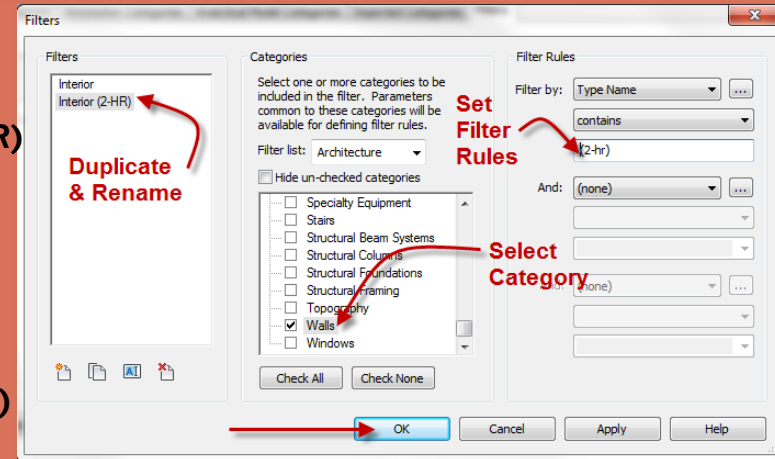 Filters
Filters
Interior
Interior (2-HR)
R)
Duplicate
& Rename
)
Categories
Select one or more categories to be
included in the filter. Parameters
common to these categories will be
available for defining filter rules.
Filter list: Architecture
Hide un-checked categories
Specialty Equipment
Stairs
Structural Beam Systems
Structural Columns
Structural Foundations
Structural Framing
Topography
Walls
Windows
Select
Category
Check All Check None
Filter Rules
Filter by: Type Name ...
contains
(2-hr)
Set
Filter
Rules
And: (none) ...
(none) ...
OK Cancel Apply Help